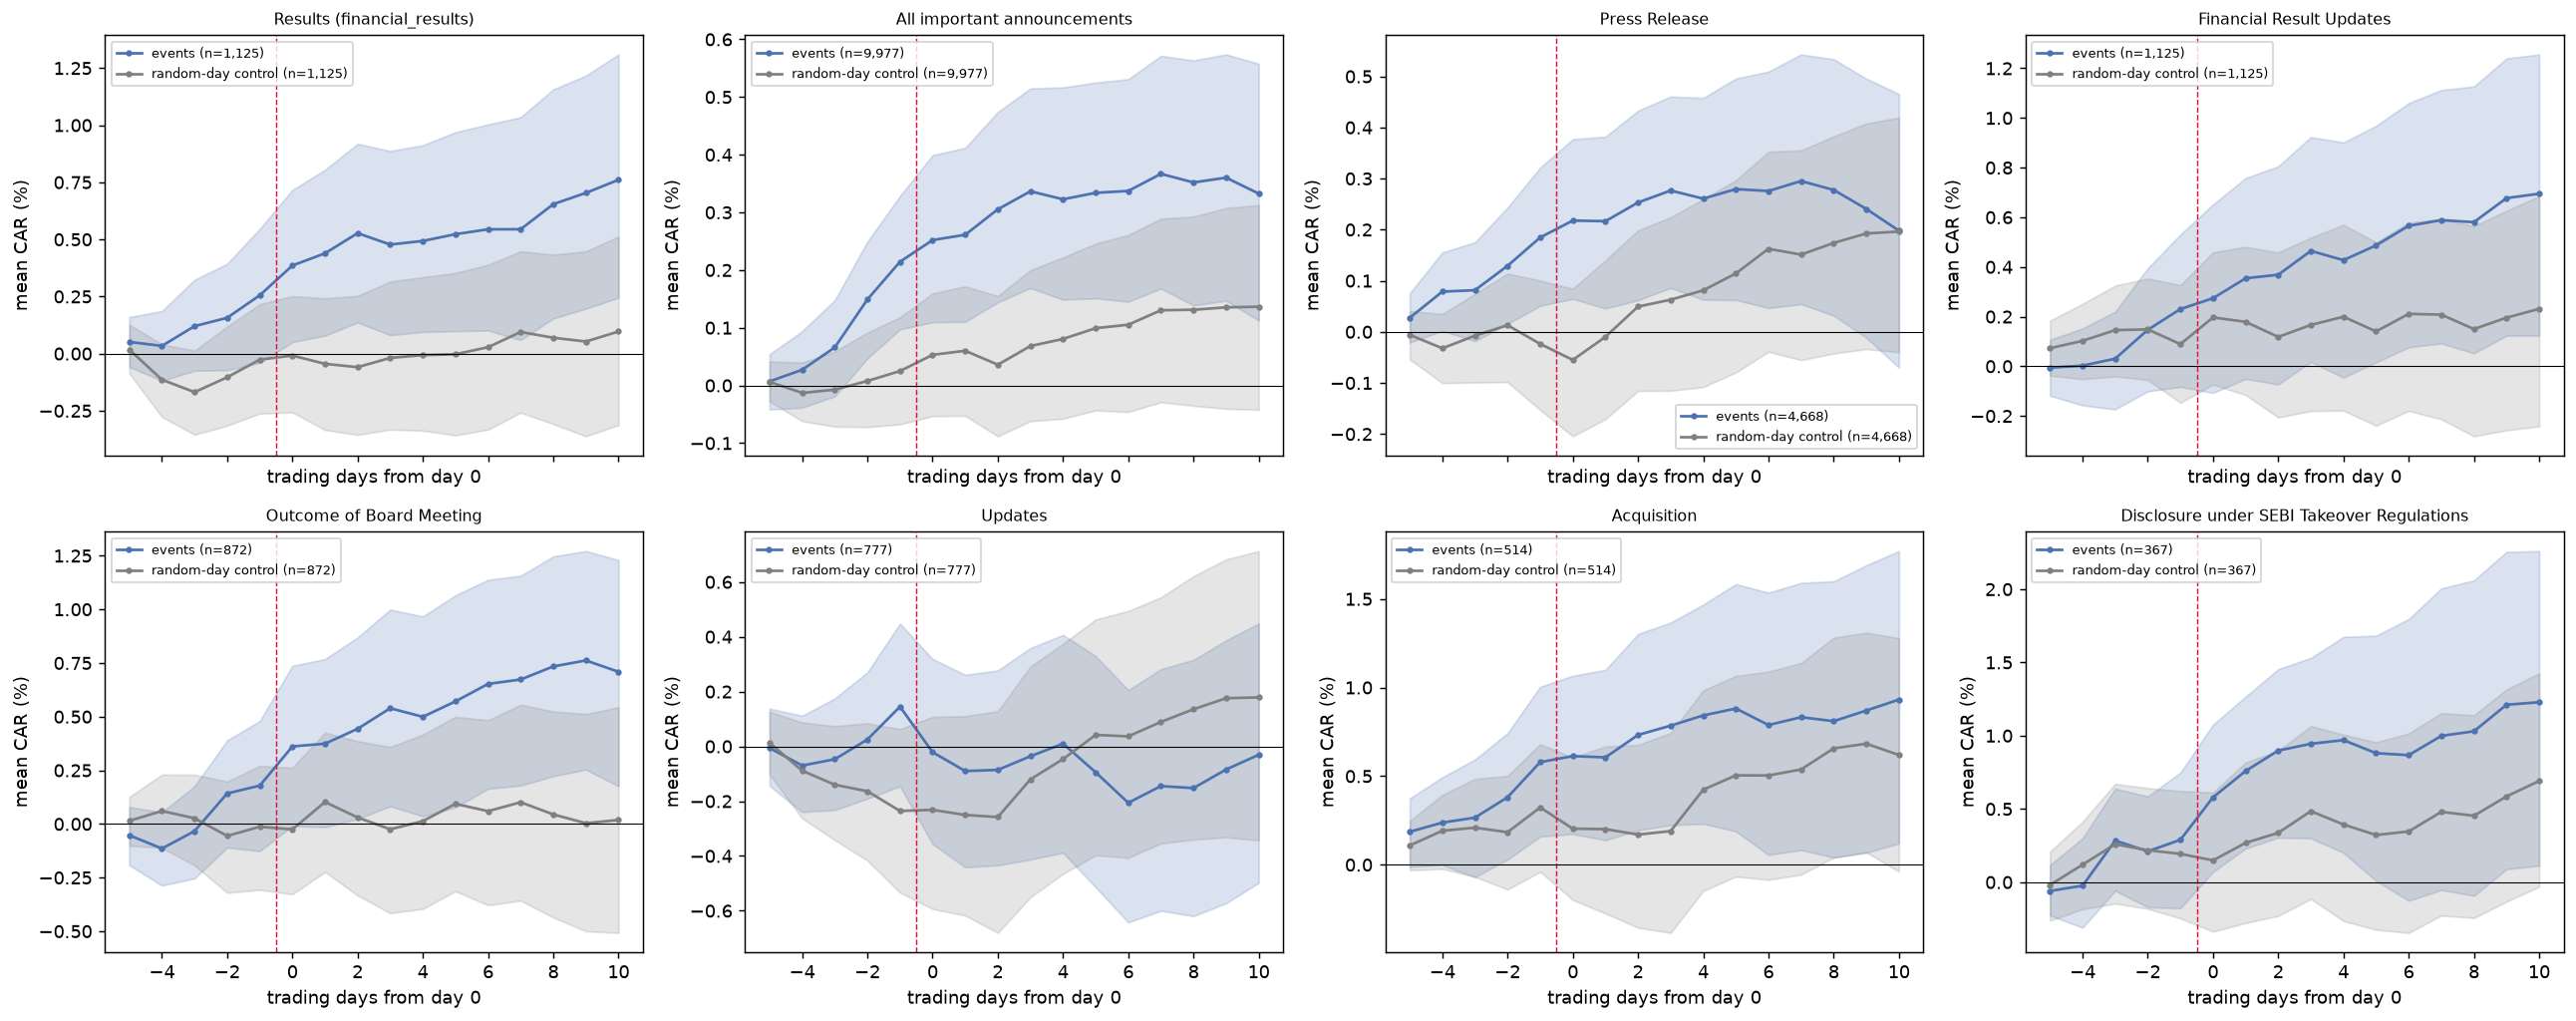 Results (financial_results)
mean CAR (%)
1.25
1.00
0.75
0.50
0.25
0.00
−0.25
events (n=1,125)
random-day control (n=1,125)
trading days from day 0
All important announcements
mean CAR (%)
0.6
0.5
0.4
0.3
0.2
0.1
0.0
−0.1
events (n=9,977)
random-day control (n=9,977)
trading days from day 0
Press Release
mean CAR (%)
0.5
0.4
0.3
0.2
0.1
0.0
−0.1
−0.2
events (n=4,668)
random-day control (n=4,668)
trading days from day 0
Financial Result Updates
mean CAR (%)
1.2
1.0
0.8
0.6
0.4
0.2
0.0
−0.2
events (n=1,125)
random-day control (n=1,125)
trading days from day 0
Outcome of Board Meeting
mean CAR (%)
1.25
1.00
0.75
0.50
0.25
0.00
−0.25
−0.50
events (n=872)
random-day control (n=872)
−4 −2 0 2 4 6 8 10
trading days from day 0
Updates
mean CAR (%)
0.6
0.4
0.2
0.0
−0.2
−0.4
−0.6
events (n=777)
random-day control (n=777)
−4 −2 0 2 4 6 8 10
trading days from day 0
Acquisition
mean CAR (%)
1.5
1.0
0.5
0.0
events (n=514)
random-day control (n=514)
−4 −2 0 2 4 6 8 10
trading days from day 0
Disclosure under SEBI Takeover Regulations
mean CAR (%)
2.0
1.5
1.0
0.5
0.0
events (n=367)
random-day control (n=367)
−4 −2 0 2 4 6 8 10
trading days from day 0